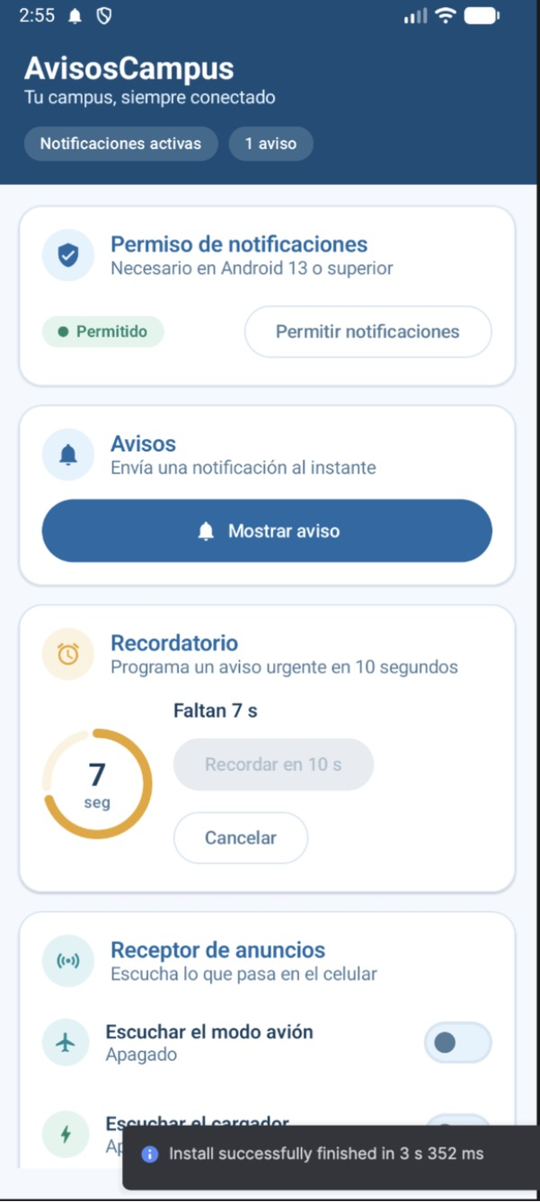 2:55
AvisosCampus
Tu campus, siempre conectado
Notificaciones activas
1 aviso
Permiso de notificaciones
Necesario en Android 13 o superior
Permitido
Permitir notificaciones
Avisos
Envía una notificación al instante
Mostrar aviso
Recordatorio
Programa un aviso urgente en 10 segundos
Faltan 7 s
7
seg
Recordar en 10 s
Cancelar
Receptor de anuncios
Escucha lo que pasa en el celular
Escuchar el modo avión
Apagado
Escuchar el cargador
Install successfully finished in 3 s 352 ms